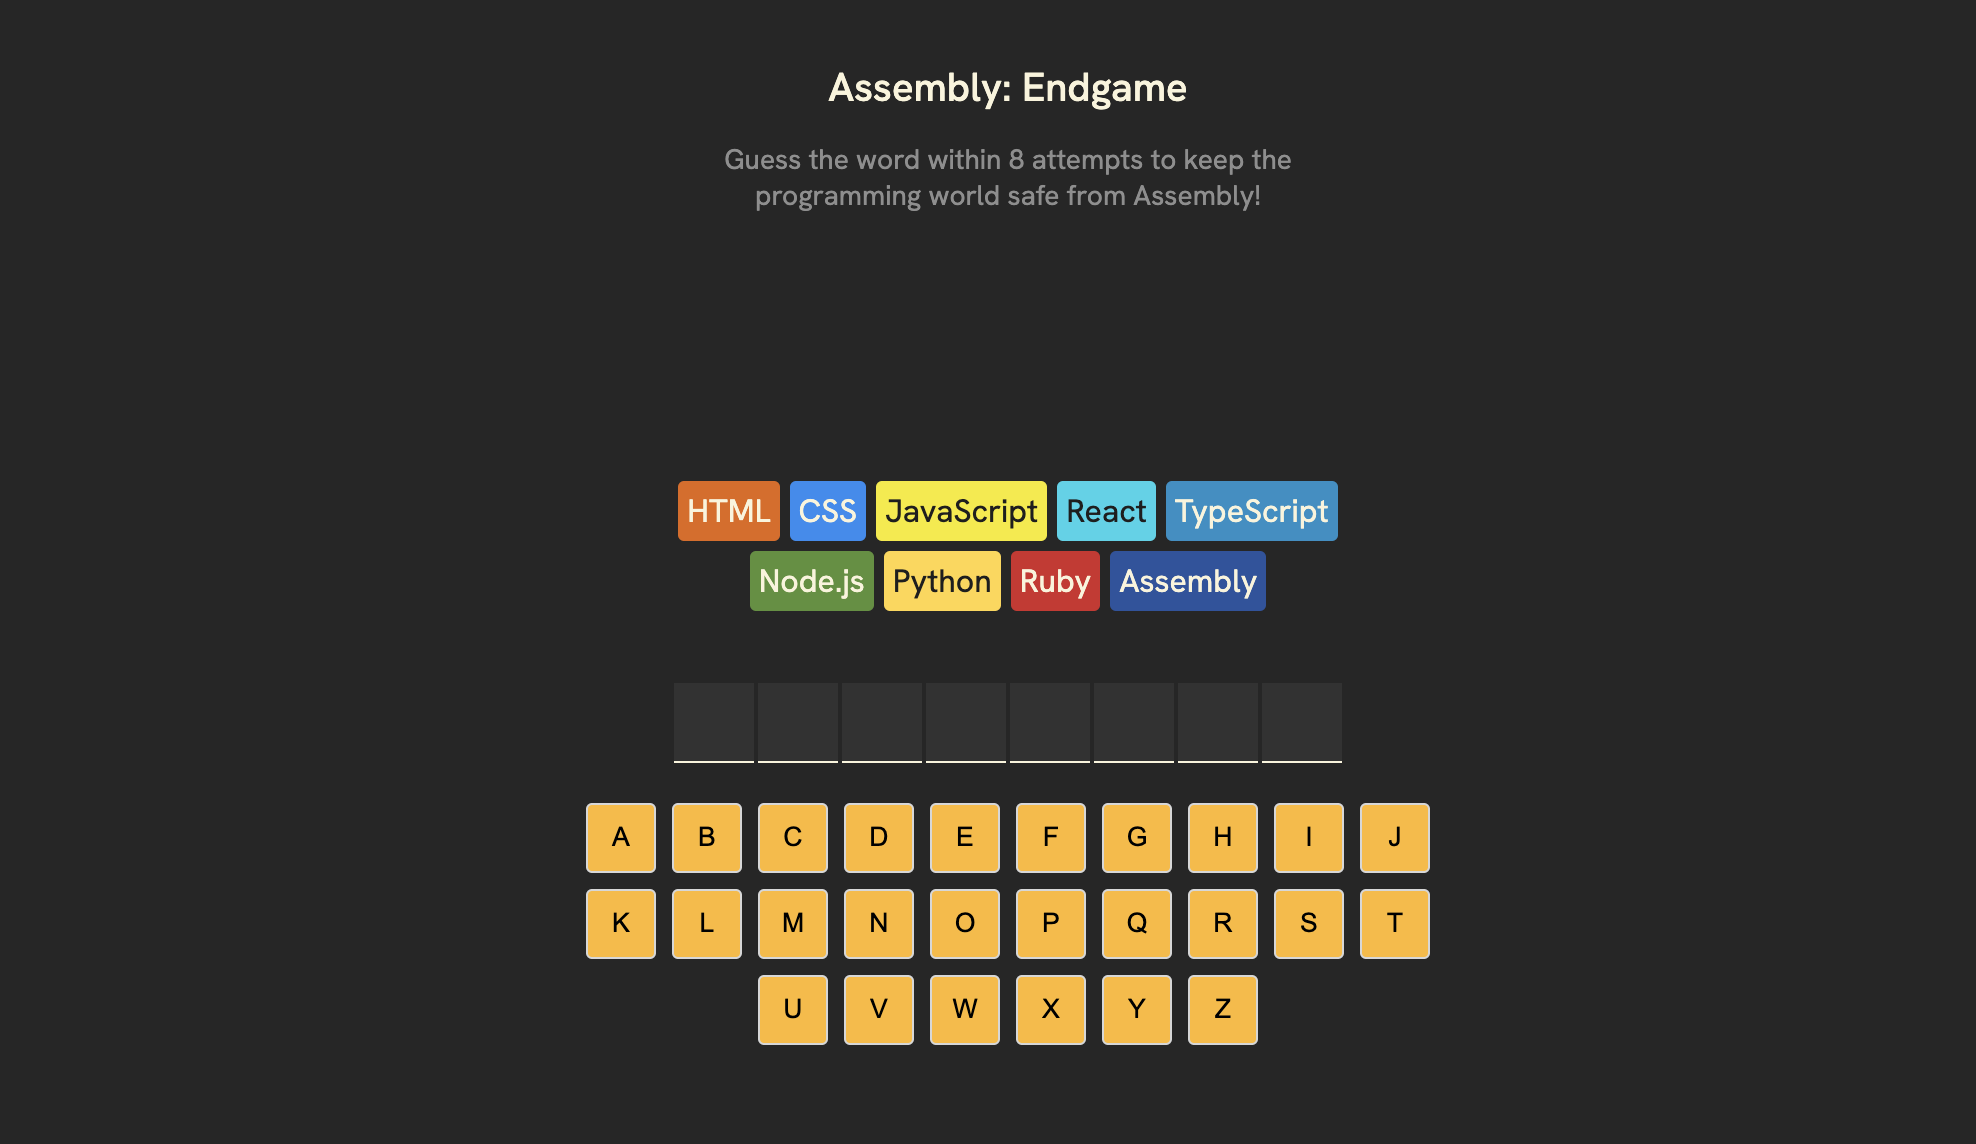 Assembly: Endgame
Guess the word within 8 attempts to keep the
programming world safe from Assembly!
HTML CSS JavaScript React TypeScript
Node.js Python Ruby Assembly
A B C D E F G H I J
K L M N O P Q R S T
U V W X Y Z